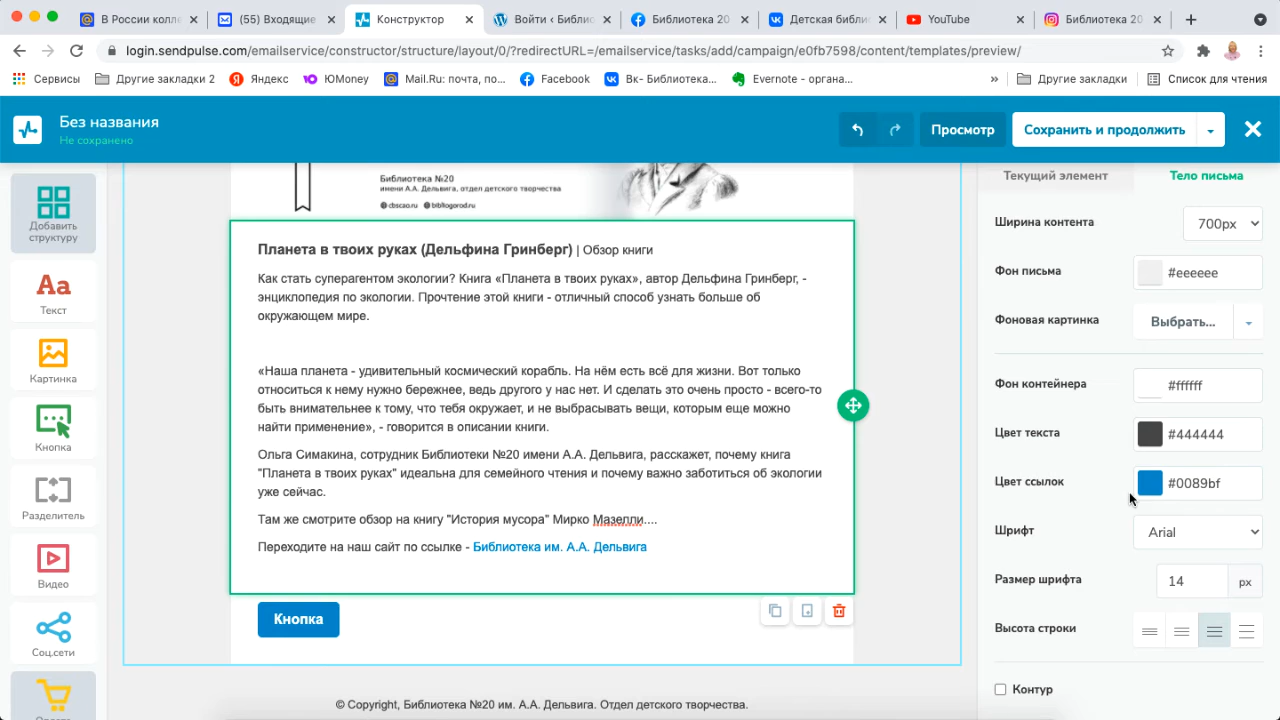 В России колле
(55) Входящие
Конструктор
Войти ‹ Библио
Библиотека 20
Детская библи
YouTube
Библиотека 20
login.sendpulse.com/emailservice/constructor/structure/layout/0/?redirectURL=/emailservice/tasks/add/campaign/e0fb7598/content/templates/preview/
Сервисы
Другие закладки 2
Яндекс
ЮMoney
Mail.Ru: почта, по...
Facebook
Вк- Библиотека...
Evernote - органа...
»
Другие закладки
Список для чтения
Без названия
Не сохранено
Просмотр
Сохранить и продолжить
Добавить
структуру
Aa
Текст
Картинка
Кнопка
Разделитель
Видео
Соц.сети
Библиотека №20
имени А.А. Дельвига, отдел детского творчества
cbscao.ru bibliogorod.ru
Планета в твоих руках (Дельфина Гринберг) | Обзор книги
Как стать суперагентом экологии? Книга «Планета в твоих руках», автор Дельфина Гринберг, -
энциклопедия по экологии. Прочтение этой книги - отличный способ узнать больше об
окружающем мире.
«Наша планета - удивительный космический корабль. На нём есть всё для жизни. Вот только
относиться к нему нужно бережнее, ведь другого у нас нет. И сделать это очень просто - всего-то
быть внимательнее к тому, что тебя окружает, и не выбрасывать вещи, которым еще можно
найти применение», - говорится в описании книги.
Ольга Симакина, сотрудник Библиотеки №20 имени А.А. Дельвига, расскажет, почему книга
"Планета в твоих руках" идеальна для семейного чтения и почему важно заботиться об экологии
уже сейчас.
Там же смотрите обзор на книгу "История мусора" Мирко Мазелли....
Переходите на наш сайт по ссылке - Библиотека им. А.А. Дельвига
Кнопка
© Copyright, Библиотека №20 им. А.А. Дельвига. Отдел детского творчества.
Текущий элемент
Тело письма
Ширина контента
700px
Фон письма
#eeeeee
Фоновая картинка
Выбрать...
Фон контейнера
#ffffff
Цвет текста
#444444
Цвет ссылок
#0089bf
Шрифт
Arial
Размер шрифта
14
px
Высота строки
Контур